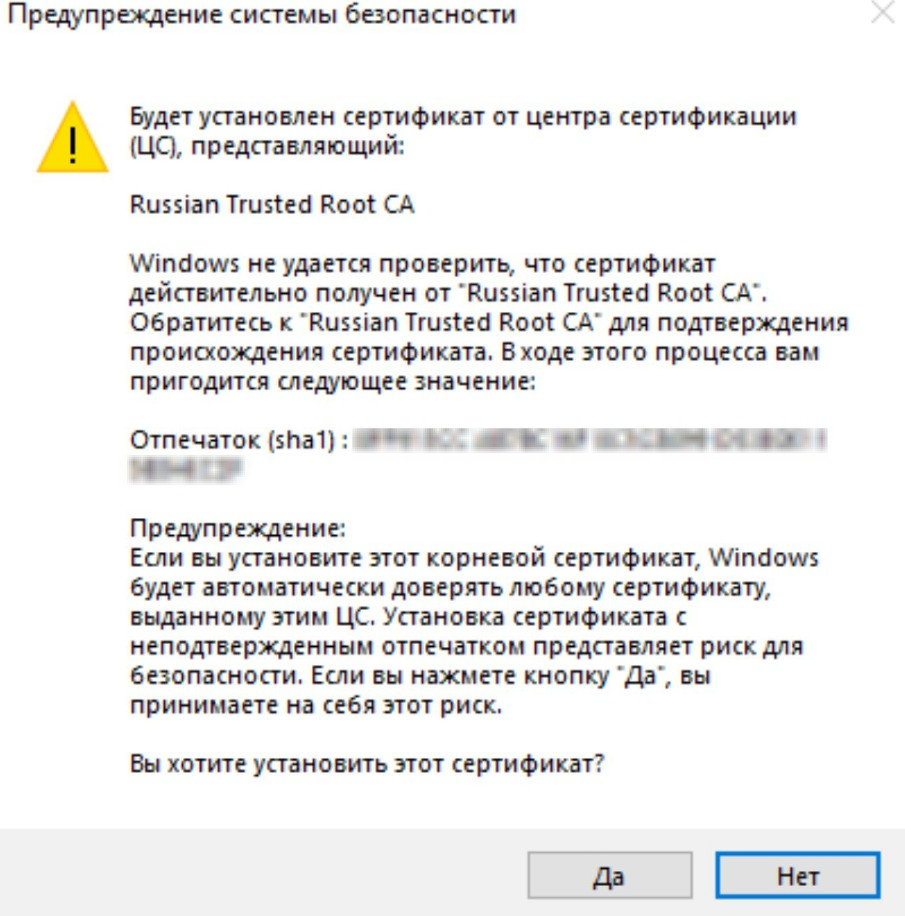 Предупреждение системы безопасности
Будет установлен сертификат от центра сертификации
(ЦС), представляющий:
Russian Trusted Root CA
Windows не удается проверить, что сертификат
действительно получен от "Russian Trusted Root CA".
Обратитесь к "Russian Trusted Root CA" для подтверждения
происхождения сертификата. В ходе этого процесса вам
пригодится следующее значение:
Отпечаток (sha1) :
Предупреждение:
Если вы установите этот корневой сертификат, Windows
будет автоматически доверять любому сертификату,
выданному этим ЦС. Установка сертификата с
неподтвержденным отпечатком представляет риск для
безопасности. Если вы нажмете кнопку "Да", вы
принимаете на себя этот риск.
Вы хотите установить этот сертификат?
Да
Нет